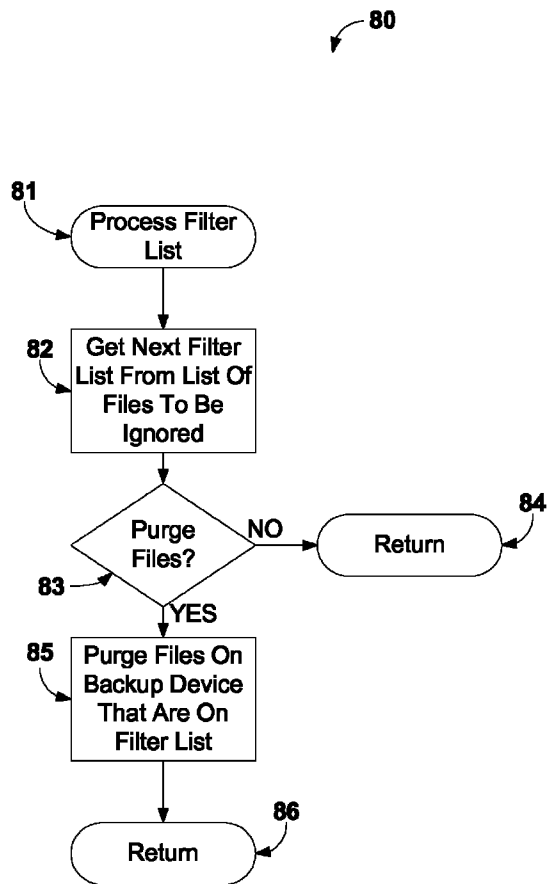 80
81
Process Filter
List
82
Get Next Filter
List From List Of
Files To Be
Ignored
Purge
Files?
83
NO
84
Return
YES
85
Purge Files On
Backup Device
That Are On
Filter List
86
Return